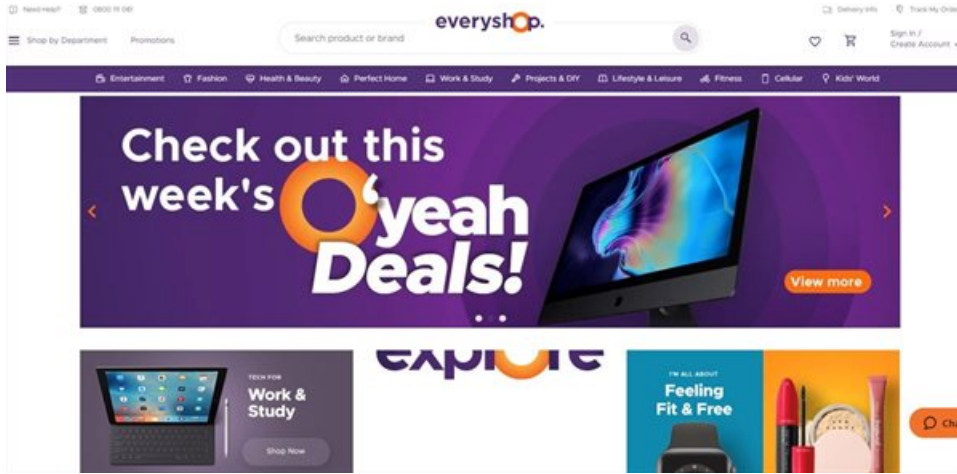 Need Help?
0800 111 061
Delivery Info
Track My Orde
everyshop.
Shop by Department
Promotions
Search product or brand
Sign In /
Create Account
Entertainment
Fashion
Health & Beauty
Perfect Home
Work & Study
Projects & DIY
Lifestyle & Leisure
Fitness
Cellular
Kids' World
Check out this
week's O'yeah
Deals!
View more
explore
TECH FOR
Work &
Study
Shop Now
I'M ALL ABOUT
Feeling
Fit & Free
Cha